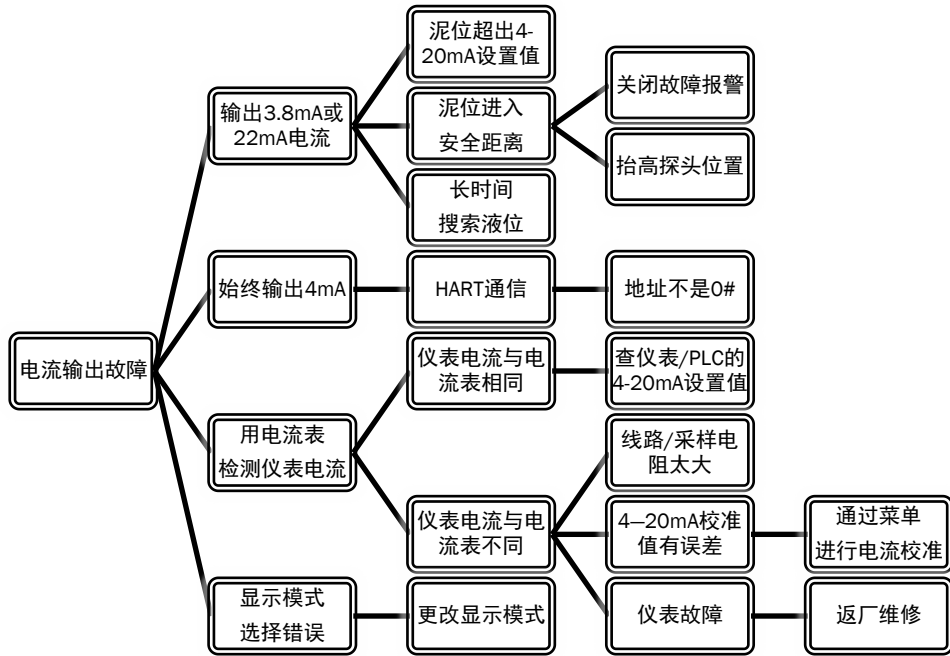 电流输出故障
输出3.8mA或
22mA电流
泥位超出4-
20mA设置值
泥位进入
安全距离
关闭故障报警
抬高探头位置
长时间
搜索液位
始终输出4mA
HART通信
地址不是0#
用电流表
检测仪表电流
仪表电流与电
流表相同
查仪表/PLC的
4-20mA设置值
仪表电流与电
流表不同
线路/采样电
阻太大
4—20mA校准
值有误差
通过菜单
进行电流校准
仪表故障
返厂维修
显示模式
选择错误
更改显示模式